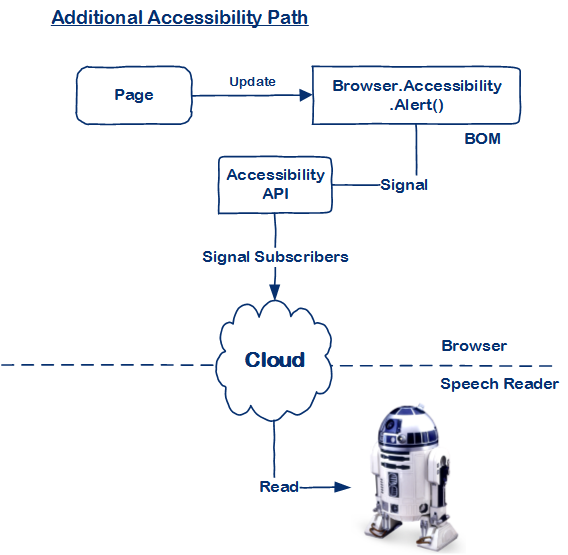 Additional Accessibility Path
Update
Page
Browser.Accessibility
.Alert()
BOM
Accessibility
API
Signal
Signal Subscribers
Cloud
Browser
Speech Reader
Read